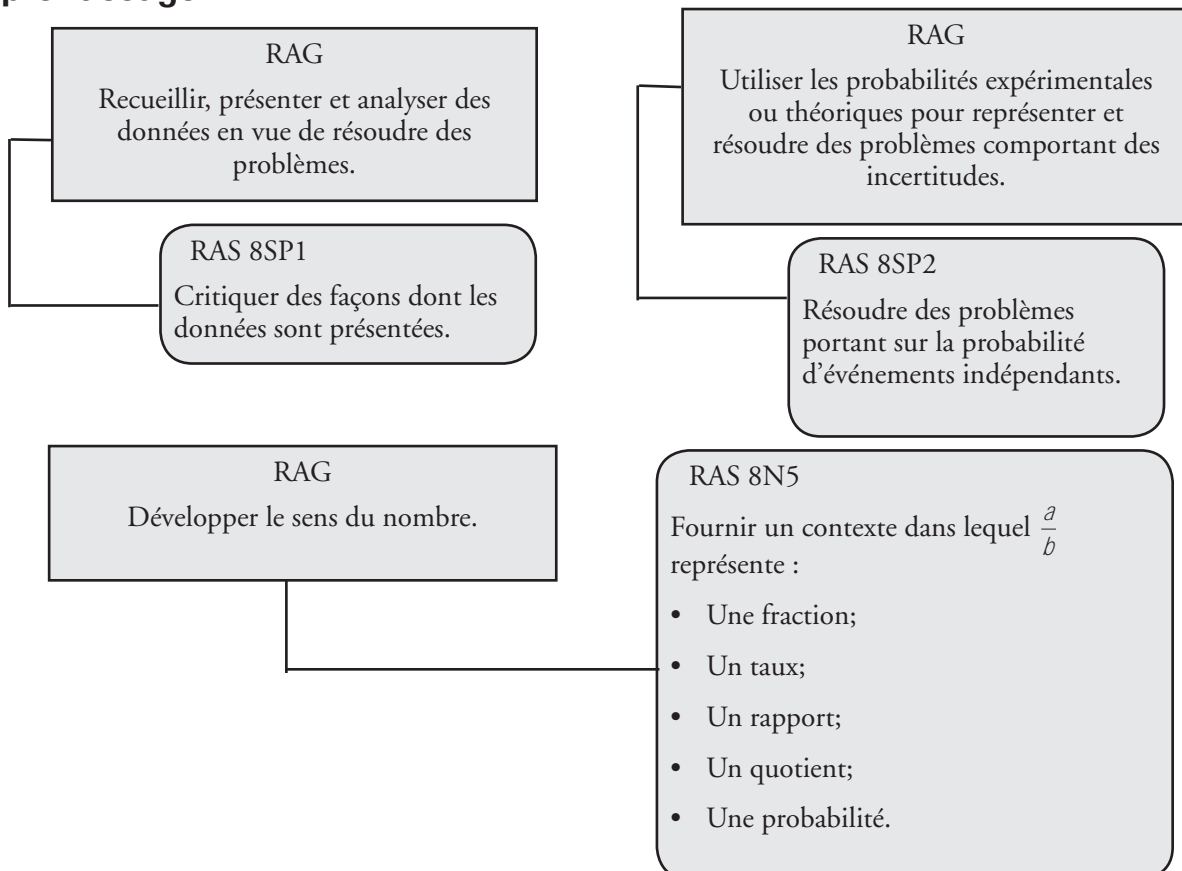 RAG
Recueillir, présenter et analyser des
données en vue de résoudre des
problèmes.
RAS 8SP1
Critiquer des façons dont les
données sont présentées.
RAG
Utiliser les probabilités expérimentales
ou théoriques pour représenter et
résoudre des problèmes comportant des
incertitudes.
RAS 8SP2
Résoudre des problèmes
portant sur la probabilité
d’événements indépendants.
RAG
Développer le sens du nombre.
RAS 8N5
Fournir un contexte dans lequel a/b
représente :
• Une fraction;
• Un taux;
• Un rapport;
• Un quotient;
• Une probabilité.